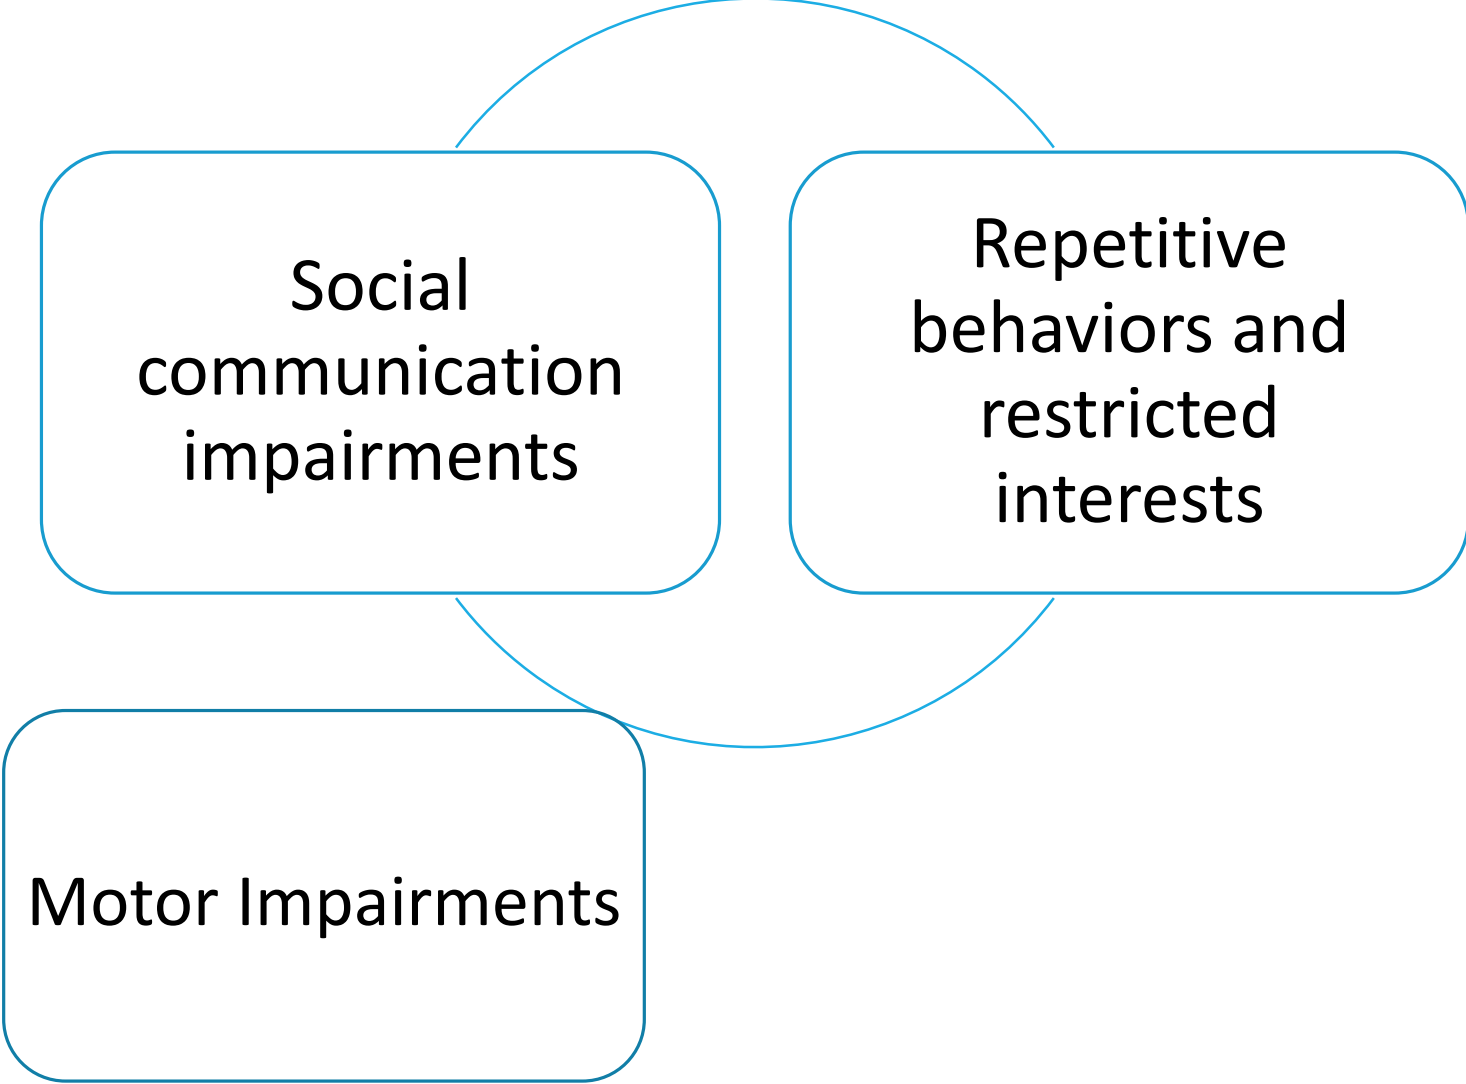 Social
communication
impairments
Repetitive
behaviors and
restricted
interests
Motor Impairments